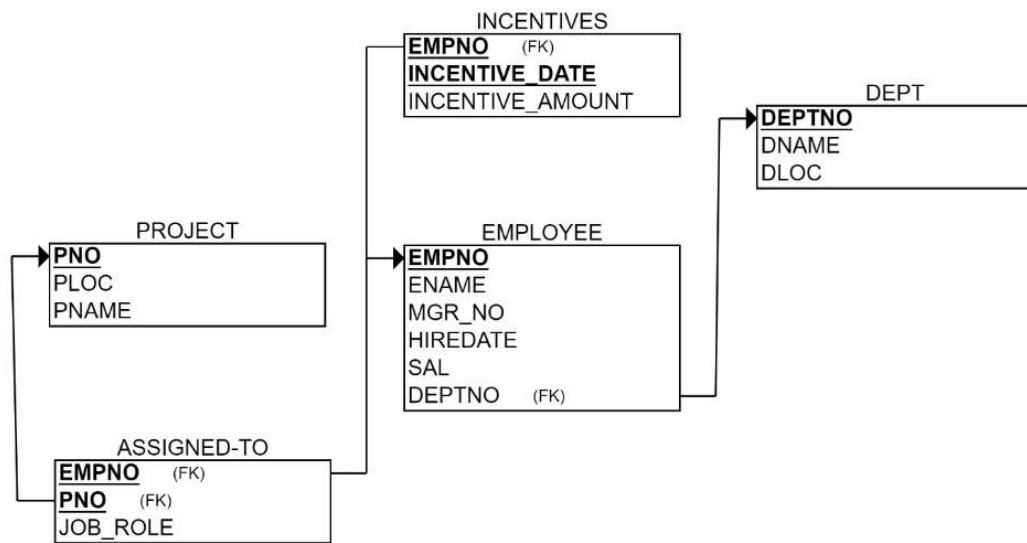 INCENTIVES
EMPNO (FK)
INCENTIVE_DATE
INCENTIVE_AMOUNT
DEPT
DEPTNO
DNAME
DLOC
PROJECT
PNO
PLOC
PNAME
EMPLOYEE
EMPNO
ENAME
MGR_NO
HIREDATE
SAL
DEPTNO (FK)
ASSIGNED-TO
EMPNO (FK)
PNO (FK)
JOB_ROLE